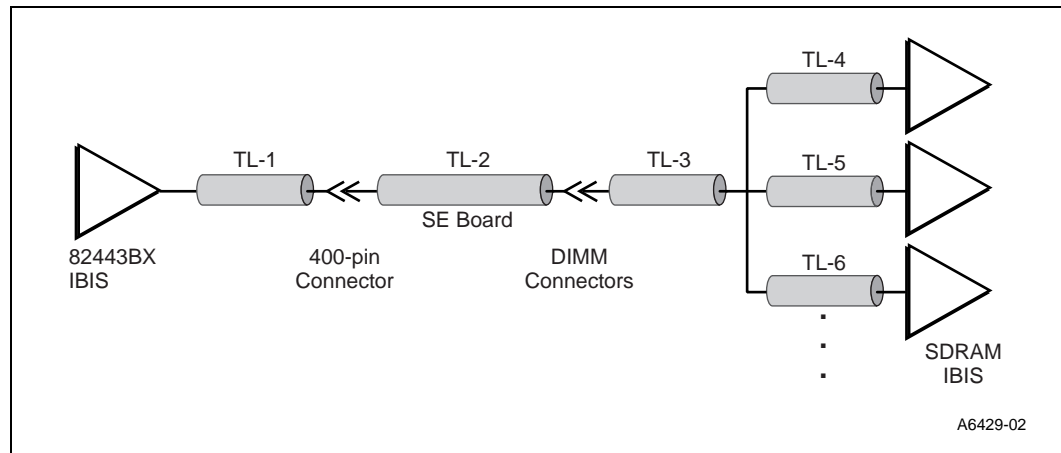 TL-4
TL-1
TL-2
TL-3
TL-5
SE Board
82443BX
IBIS
400-pin
Connector
DIMM
Connectors
TL-6
SDRAM
IBIS
A6429-02